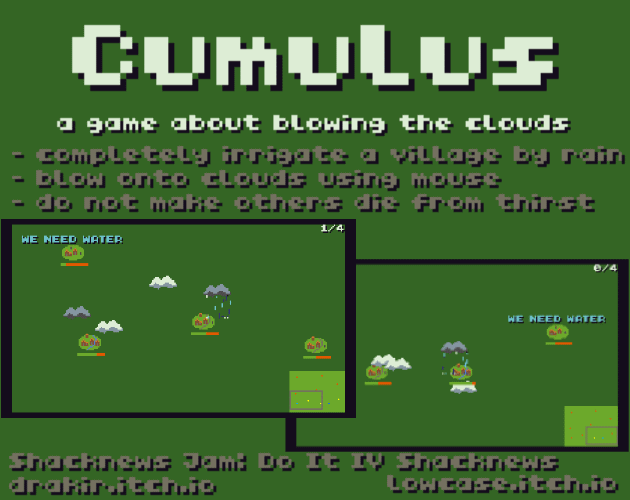 Cumulus
a game about blowing the clouds
- completely irrigate a village by rain
- blow onto clouds using mouse
- do not make others die from thirst
1/4
WE NEED WATER
0/4
WE NEED WATER
Shacknews Jam: Do It IV Shacknews
drakir.itch.io
lowcase.itch.io